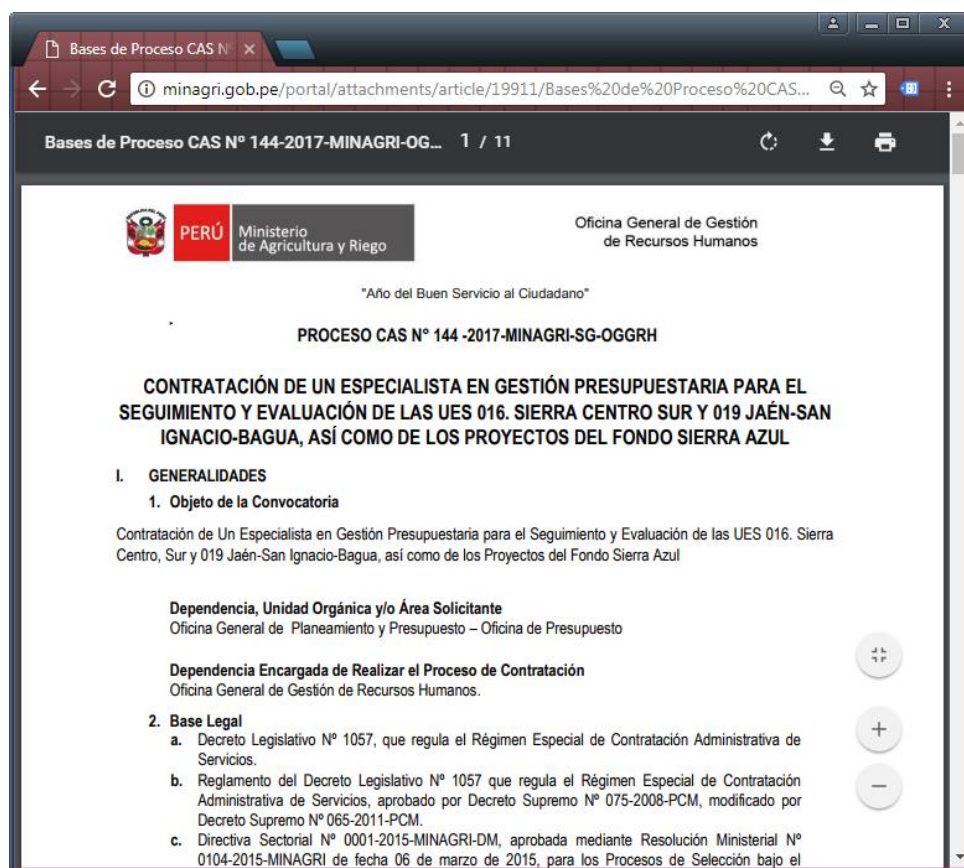 Bases de Proceso CAS N
minagri.gob.pe/portal/attachments/article/19911/Bases%20de%20Proceso%20CAS...
Bases de Proceso CAS Nº 144-2017-MINAGRI-OG... 1 / 11
PERÚ
Ministerio
de Agricultura y Riego
Oficina General de Gestión
de Recursos Humanos
"Año del Buen Servicio al Ciudadano"
PROCESO CAS N° 144 -2017-MINAGRI-SG-OGGRH
CONTRATACIÓN DE UN ESPECIALISTA EN GESTIÓN PRESUPUESTARIA PARA EL
SEGUIMIENTO Y EVALUACIÓN DE LAS UES 016. SIERRA CENTRO SUR Y 019 JAÉN-SAN
IGNACIO-BAGUA, ASÍ COMO DE LOS PROYECTOS DEL FONDO SIERRA AZUL
I. GENERALIDADES
1. Objeto de la Convocatoria
Contratación de Un Especialista en Gestión Presupuestaria para el Seguimiento y Evaluación de las UES 016. Sierra
Centro, Sur y 019 Jaén-San Ignacio-Bagua, así como de los Proyectos del Fondo Sierra Azul
Dependencia, Unidad Orgánica y/o Área Solicitante
Oficina General de Planeamiento y Presupuesto – Oficina de Presupuesto
Dependencia Encargada de Realizar el Proceso de Contratación
Oficina General de Gestión de Recursos Humanos.
2. Base Legal
a. Decreto Legislativo Nº 1057, que regula el Régimen Especial de Contratación Administrativa de
Servicios.
b. Reglamento del Decreto Legislativo Nº 1057 que regula el Régimen Especial de Contratación
Administrativa de Servicios, aprobado por Decreto Supremo Nº 075-2008-PCM, modificado por
Decreto Supremo Nº 065-2011-PCM.
c. Directiva Sectorial Nº 0001-2015-MINAGRI-DM, aprobada mediante Resolución Ministerial Nº
0104-2015-MINAGRI de fecha 06 de marzo de 2015, para los Procesos de Selección bajo el